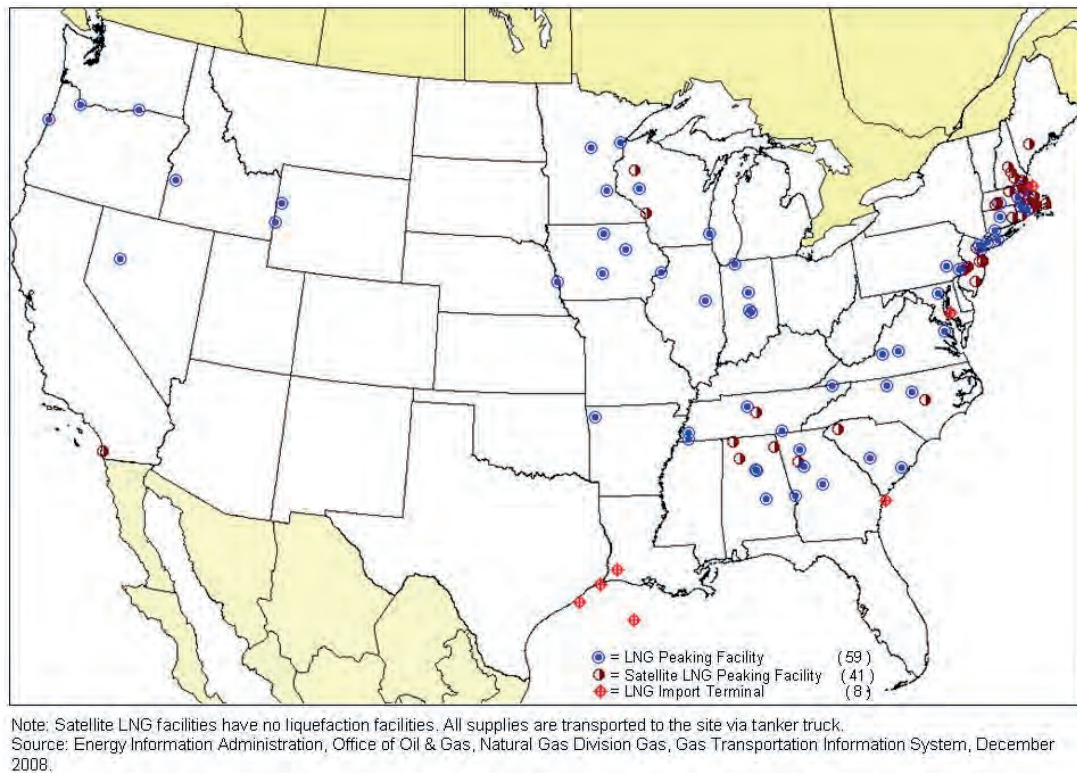 = LNG Peaking Facility (59)
= Satellite LNG Peaking Facility (41)
= LNG Import Terminal (8)
Note: Satellite LNG facilities have no liquefaction facilities. All supplies are transported to the site via tanker truck.
Source: Energy Information Administration, Office of Oil & Gas, Natural Gas Division Gas, Gas Transportation Information System, December
2008.